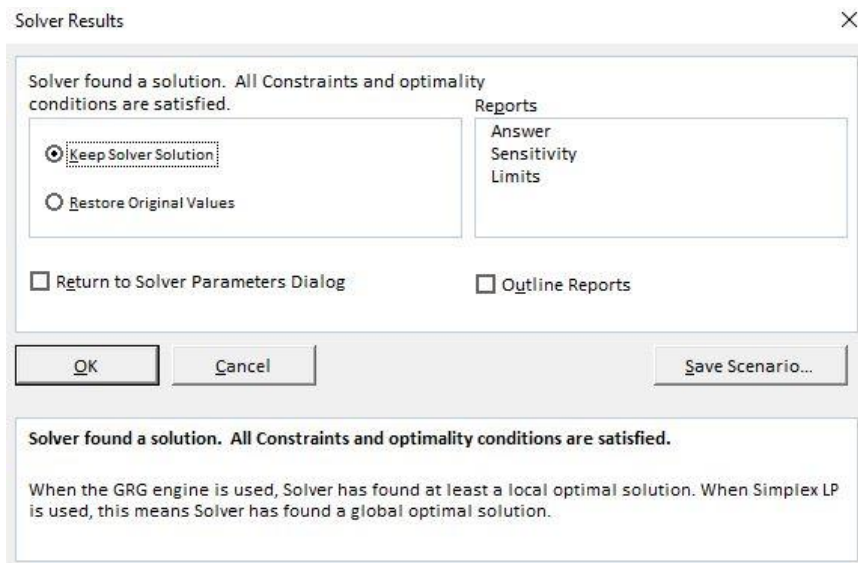 Solver Results
Solver found a solution. All Constraints and optimality
conditions are satisfied.
Keep Solver Solution
Restore Original Values
Reports
Answer
Sensitivity
Limits
Return to Solver Parameters Dialog
Outline Reports
OK
Cancel
Save Scenario...
Solver found a solution. All Constraints and optimality conditions are satisfied.
When the GRG engine is used, Solver has found at least a local optimal solution. When Simplex LP
is used, this means Solver has found a global optimal solution.